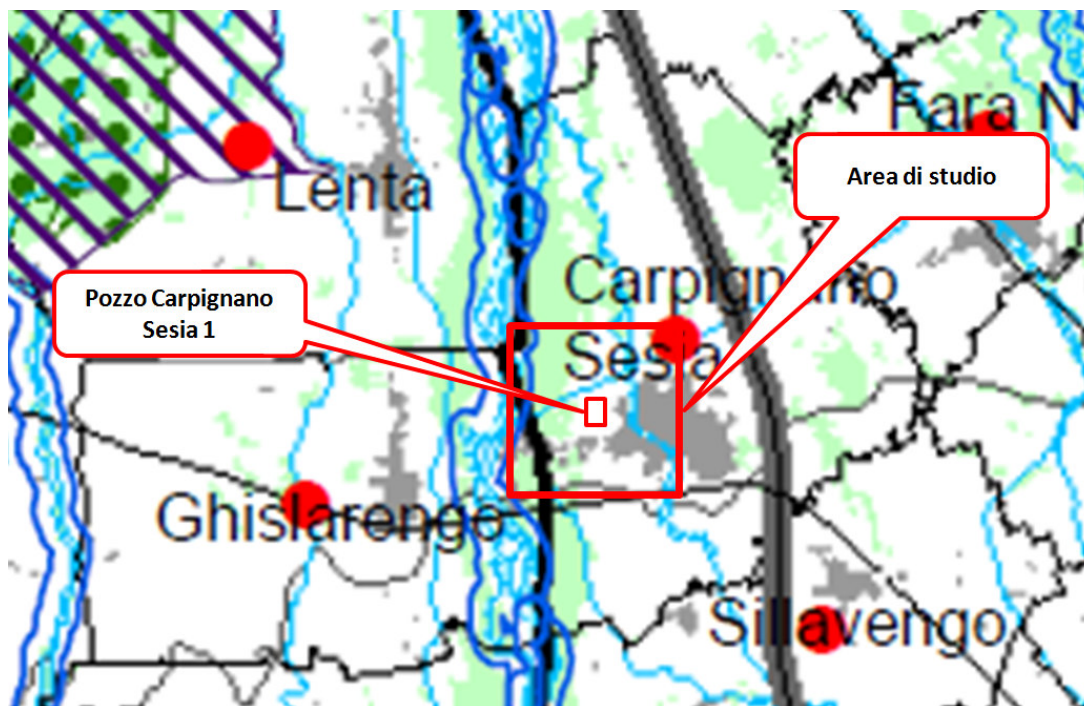 Fara N
Area di studio
Lenta
Carpignano
Sesia
Pozzo Carpignano
Sesia 1
Ghislarengo
Sillavengo